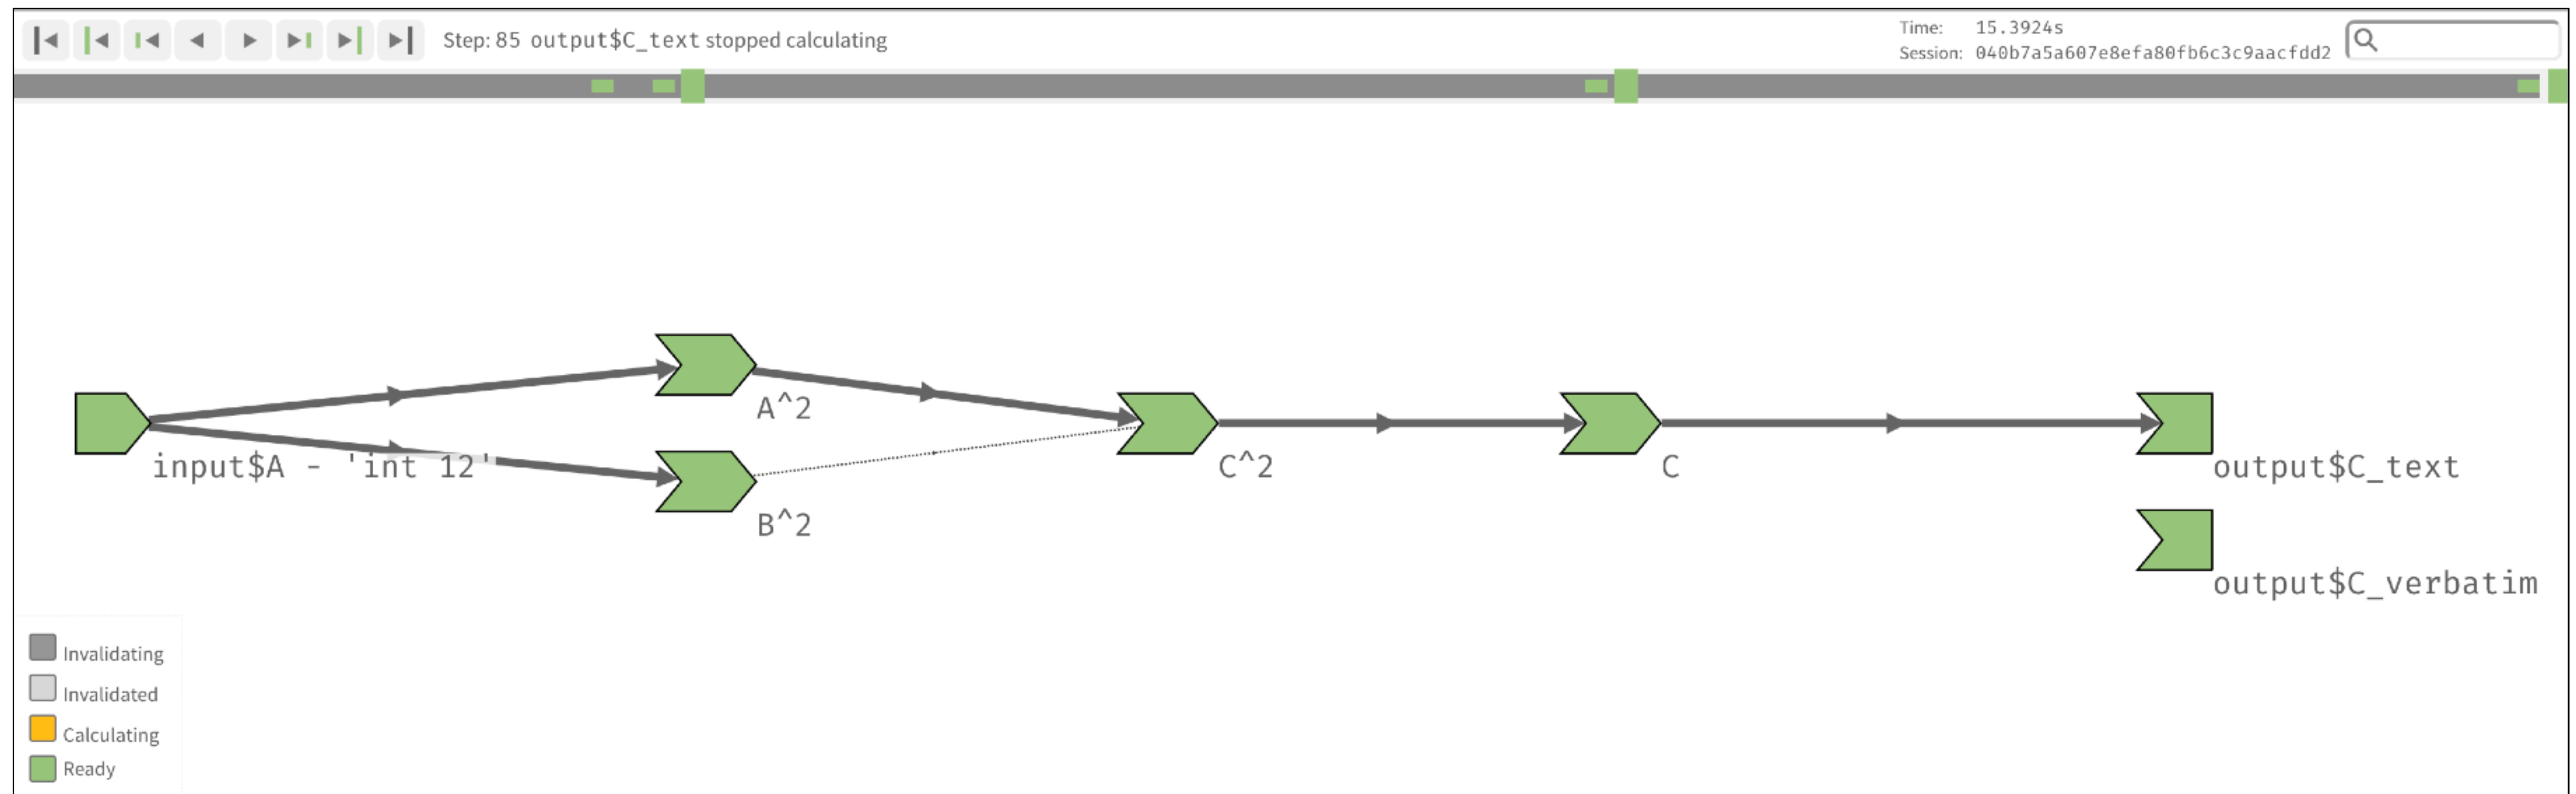 Step: 85 output$C_text stopped calculating
Time: 15.3924s
Session: 040b7a5a607e8efa80fb6c3c9aacfdd2
A^2
input$A - 'int 12'
C^2
C
output$C_text
B^2
output$C_verbatim
Invalidating
Invalidated
Calculating
Ready